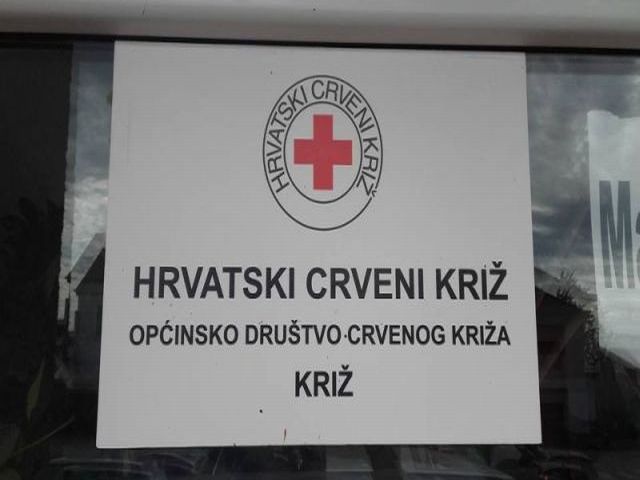 HRVATSKI CRVENI KRIŽ
HRVATSKI CRVENI KRIŽ
OPĆINSKO DRUŠTVO CRVENOG KRIŽA
KRIŽ